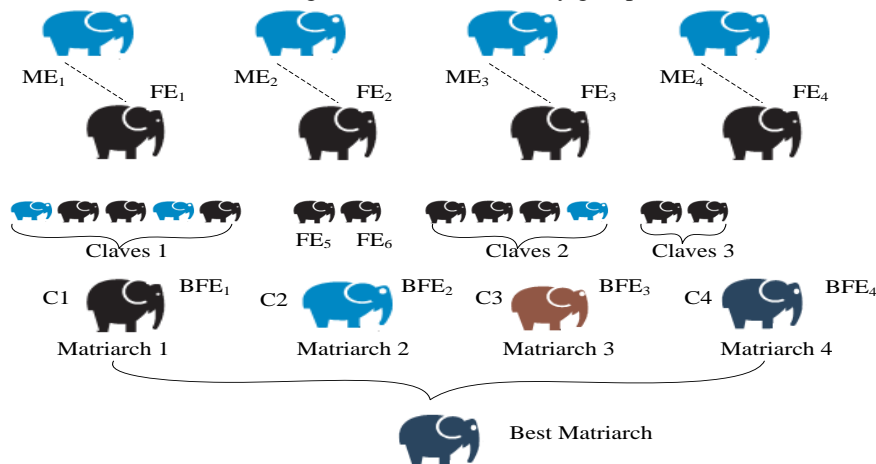 ME₁ ME₂ ME₃ ME₄
FE₁ FE₂ FE₃ FE₄
FE₅ FE₆
Claves 1 Claves 2 Claves 3
C1 BFE₁ C2 BFE₂ C3 BFE₃ C4 BFE₄
Matriarch 1 Matriarch 2 Matriarch 3 Matriarch 4
Best Matriarch